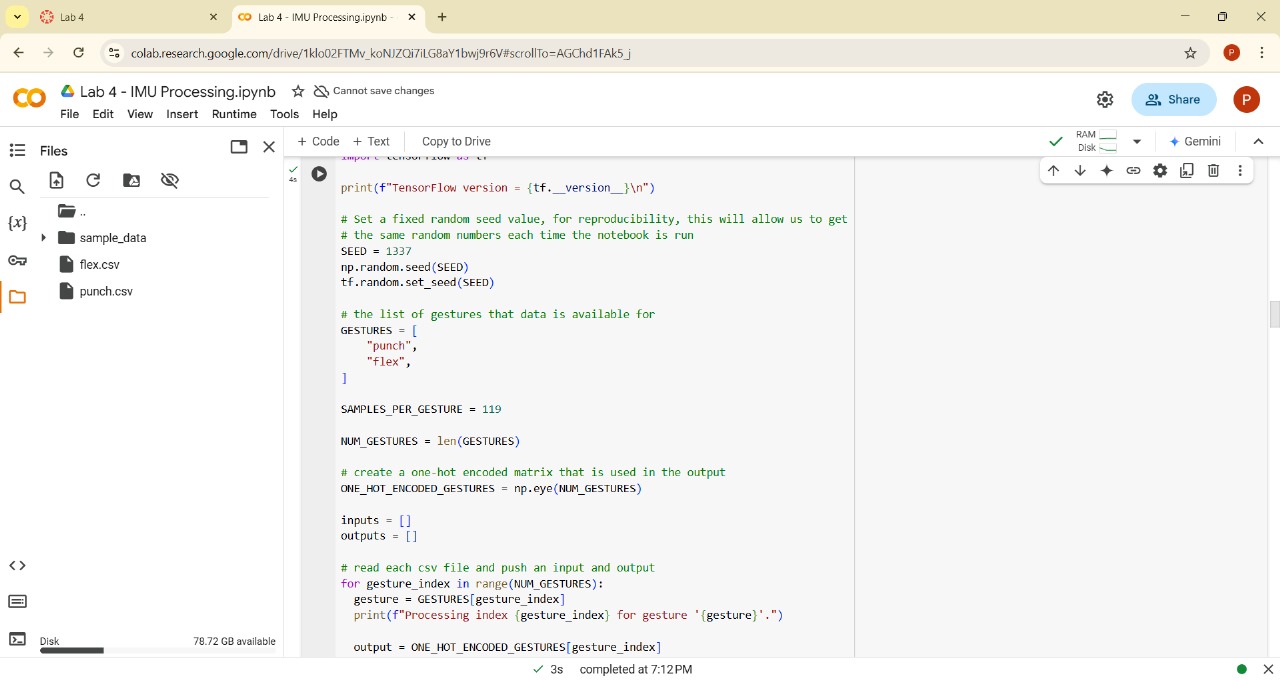 Lab 4
Lab 4 - IMU Processing.ipynb -
colab.research.google.com/drive/1klo02FTMv_koNJZQi7iLG8aY1bwj9r6V#scrollTo=AGChd1FAk5_j
P
Lab 4 - IMU Processing.ipynb
Cannot save changes
File Edit View Insert Runtime Tools Help
Share
P
Files
+ Code + Text Copy to Drive
RAM
Disk
Gemini
..
sample_data
flex.csv
punch.csv
{x}
4s
print(f"TensorFlow version = {tf.__version__}\n")
# Set a fixed random seed value, for reproducibility, this will allow us to get
# the same random numbers each time the notebook is run
SEED = 1337
np.random.seed(SEED)
tf.random.set_seed(SEED)
# the list of gestures that data is available for
GESTURES = [
"punch",
"flex",
]
SAMPLES_PER_GESTURE = 119
NUM_GESTURES = len(GESTURES)
# create a one-hot encoded matrix that is used in the output
ONE_HOT_ENCODED_GESTURES = np.eye(NUM_GESTURES)
inputs = []
outputs = []
# read each csv file and push an input and output
for gesture_index in range(NUM_GESTURES):
gesture = GESTURES[gesture_index]
print(f"Processing index {gesture_index} for gesture '{gesture}'.")
output = ONE_HOT_ENCODED_GESTURES[gesture_index]
Disk 78.72 GB available
3s completed at 7:12 PM